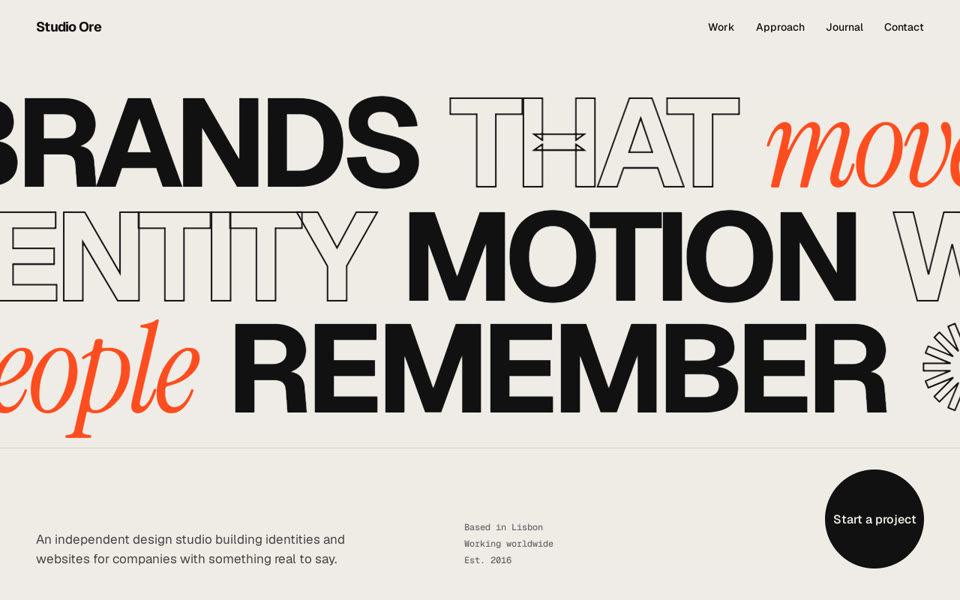 Studio Ore
Work Approach Journal Contact
BRANDS THAT move
ENTITY MOTION W
eople REMEMBER
An independent design studio building identities and
websites for companies with something real to say.
Based in Lisbon
Working worldwide
Est. 2016
Start a project